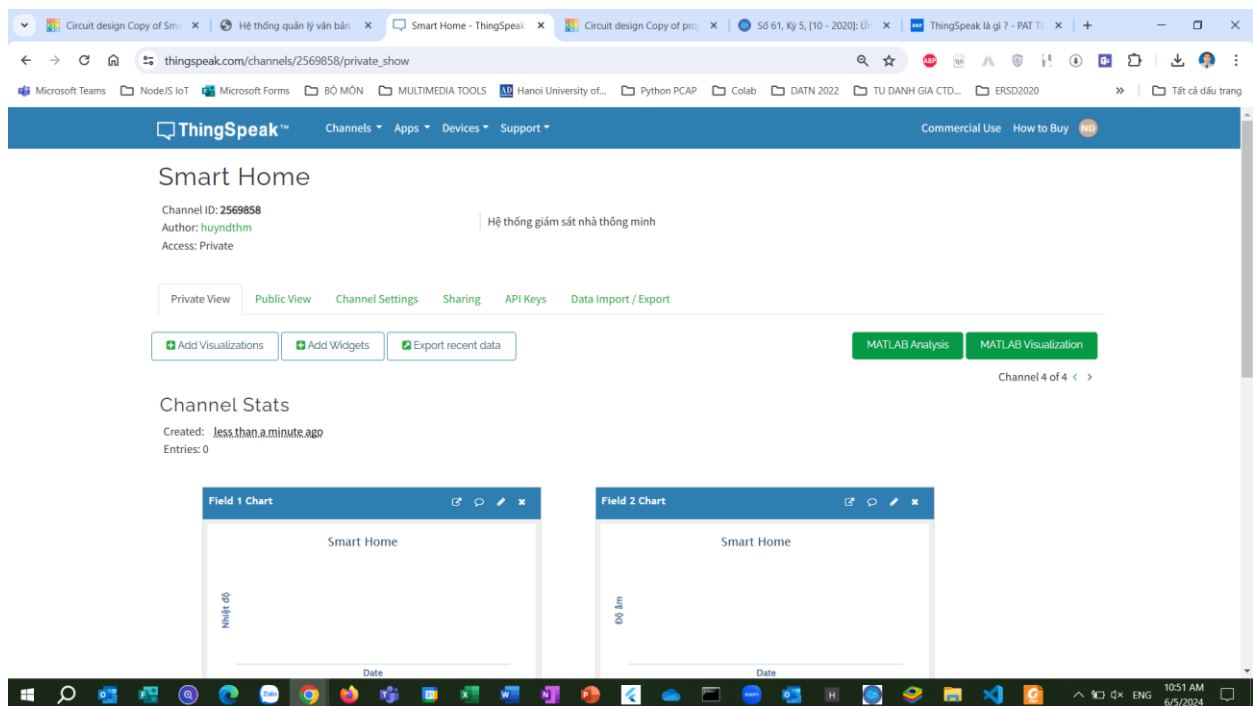 Circuit design Copy of Sma
Hệ thống quản lý văn bản
Smart Home - ThingSpeak
Circuit design Copy of proj
Số 61, Kỳ 5, [10 - 2020]: Ứn
ThingSpeak là gì ? - PAT TE
thingspeak.com/channels/2569858/private_show
Microsoft Teams NodeJS IoT Microsoft Forms BỘ MÔN MULTIMEDIA TOOLS Hanoi University of... Python PCAP Colab DATN 2022 TU DANH GIA CTD... ERSD2020 » Tất cả dấu trang
ThingSpeak™ Channels Apps Devices Support Commercial Use How to Buy ND
Smart Home
Channel ID: 2569858
Author: huyndthm
Access: Private
Hệ thống giám sát nhà thông minh
Private View Public View Channel Settings Sharing API Keys Data Import / Export
Add Visualizations Add Widgets Export recent data MATLAB Analysis MATLAB Visualization
Channel 4 of 4 < >
Channel Stats
Created: less than a minute ago
Entries: 0
Field 1 Chart
Smart Home
Nhiệt độ
Date
Field 2 Chart
Smart Home
Độ ẩm
Date
ENG
10:51 AM
6/5/2024